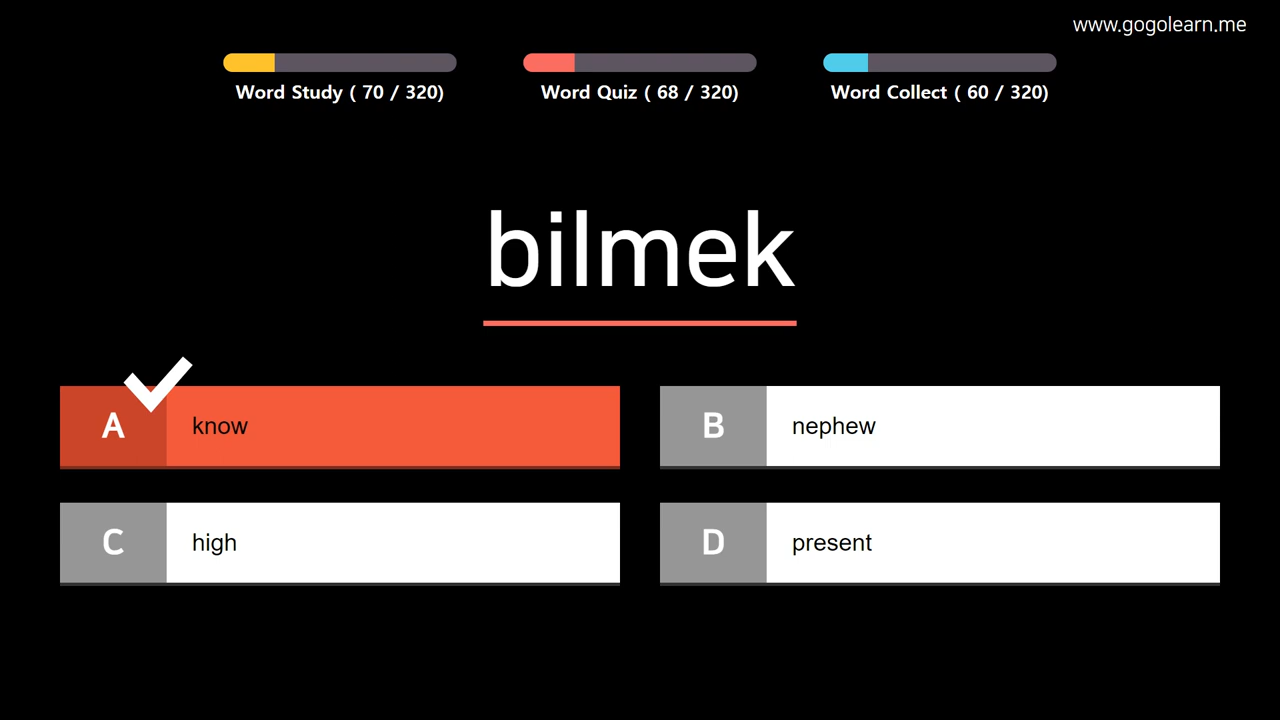 www.gogolearn.me
Word Study ( 70 / 320)
Word Quiz ( 68 / 320)
Word Collect ( 60 / 320)
bilmek
A know
B nephew
C high
D present